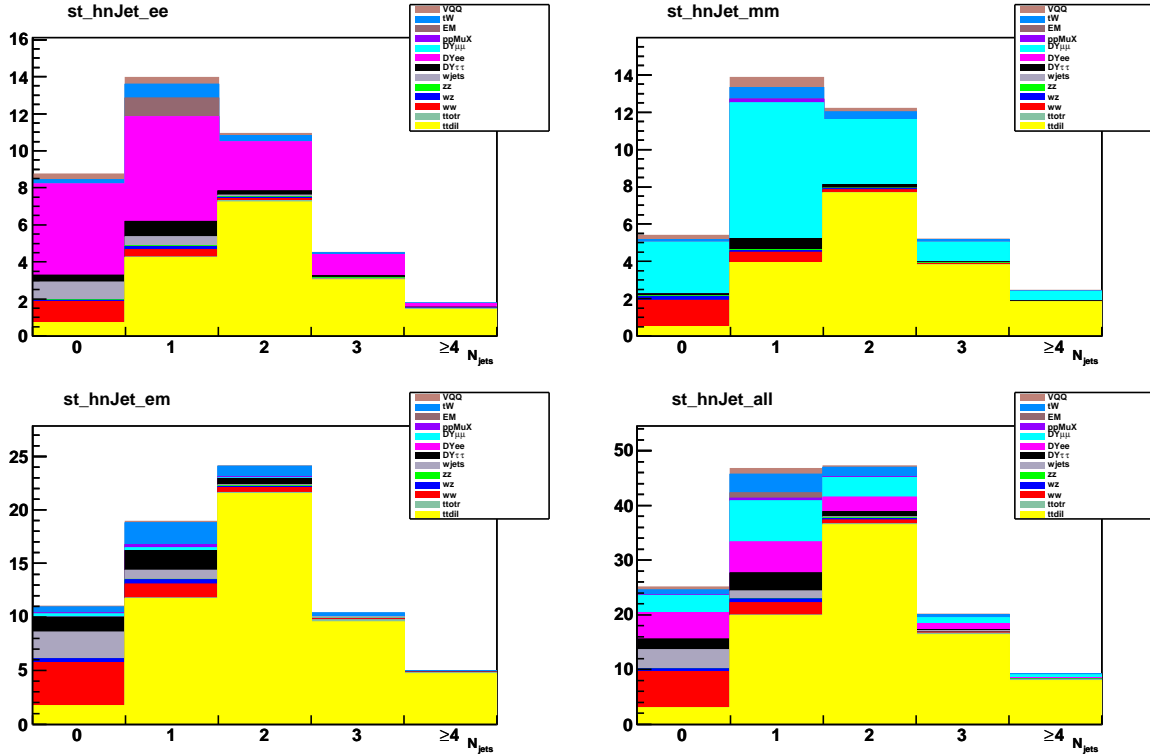 st_hnJet_ee
16
14
12
10
8
6
4
2
0
0 1 2 3 ≥4
N_jets
VQQ
tW
EM
ppMuX
DYμμ
DYee
DYττ
wjets
zz
wz
ww
ttotr
ttdil
st_hnJet_mm
14
12
10
8
6
4
2
0
0 1 2 3 ≥4
N_jets
VQQ
tW
EM
ppMuX
DYμμ
DYee
DYττ
wjets
zz
wz
ww
ttotr
ttdil
st_hnJet_em
25
20
15
10
5
0
0 1 2 3 ≥4
N_jets
VQQ
tW
EM
ppMuX
DYμμ
DYee
DYττ
wjets
zz
wz
ww
ttotr
ttdil
st_hnJet_all
50
40
30
20
10
0
0 1 2 3 ≥4
N_jets
VQQ
tW
EM
ppMuX
DYμμ
DYee
DYττ
wjets
zz
wz
ww
ttotr
ttdil